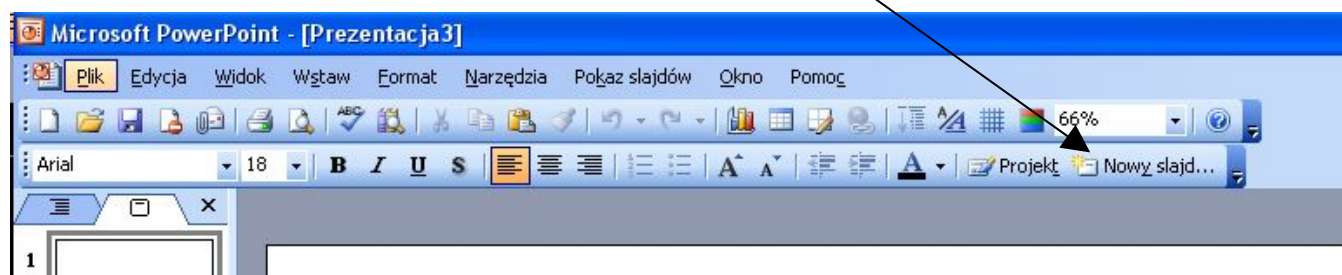 Microsoft PowerPoint - [Prezentacja3]
Plik Edycja Widok Wstaw Format Narzędzia Pokaz slajdów Okno Pomoc
ABC 66%
Arial 18 B I U S A A A Projekt Nowy slajd...
1